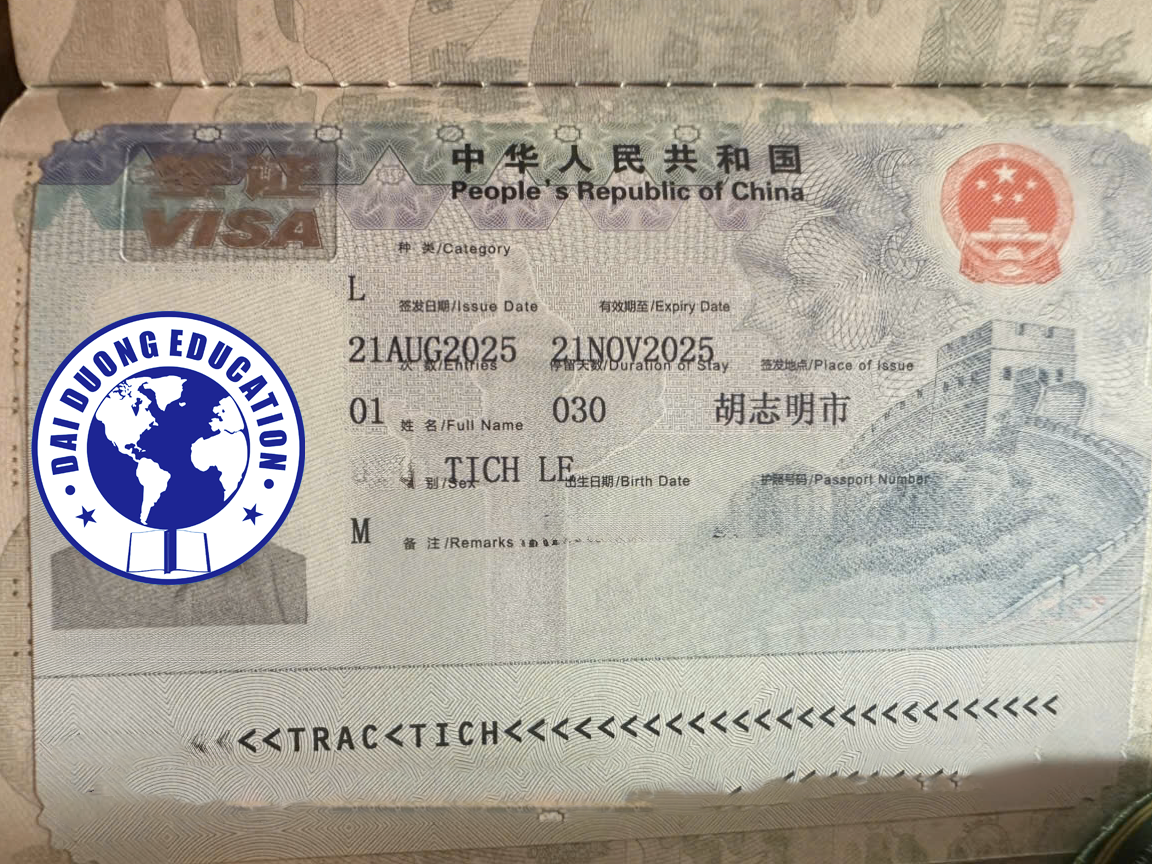 签证
VISA
中华人民共和国
People's Republic of China
种 类/Category
L
签发日期/Issue Date 有效期至/Expiry Date
21AUG2025 21NOV2025
次 数/Entries 停留天数/Duration of Stay 签发地点/Place of Issue
01 030 胡志明市
姓 名/Full Name
TICH LE
别/Sex 出生日期/Birth Date 护照号码/Passport Number
M
备 注/Remarks
DAI DUONG EDUCATION
<<TRAC<TICH<<<<<<<<<<<<<<<<<<<<<